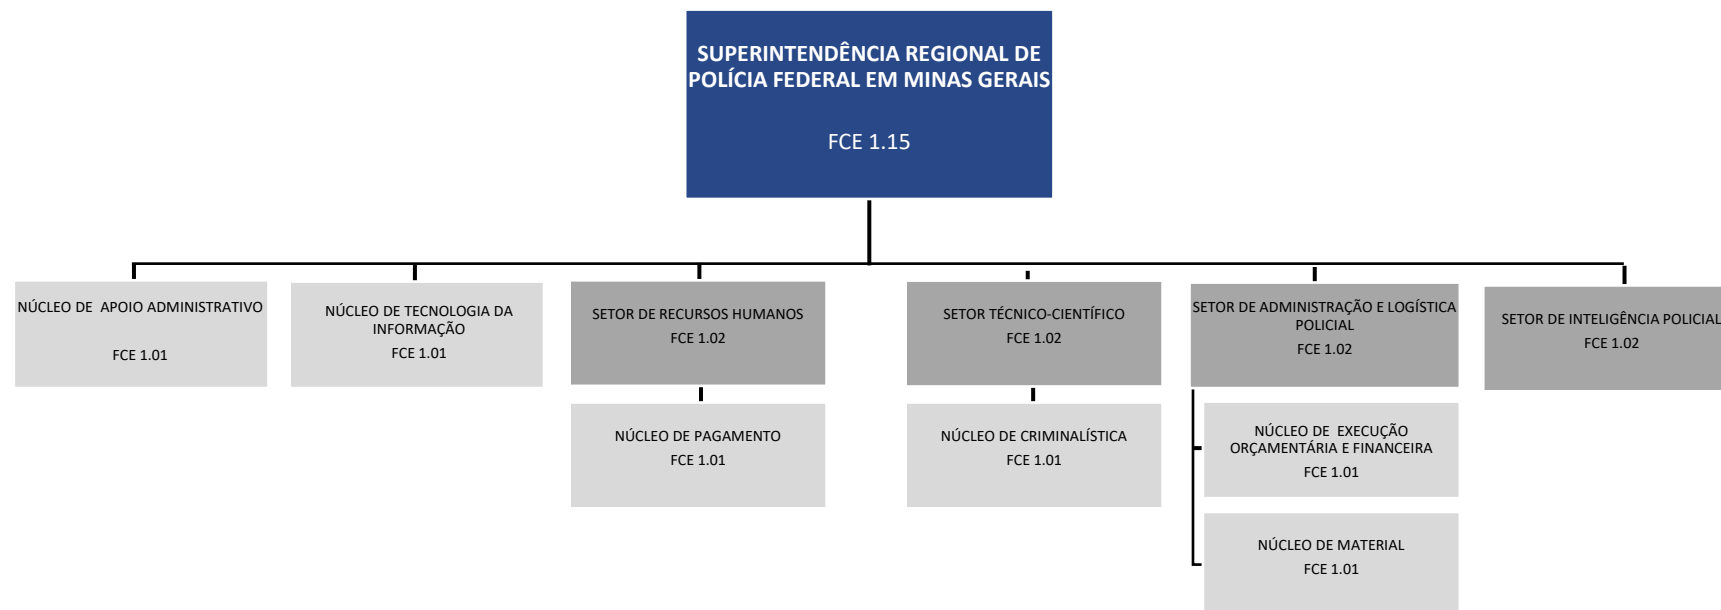 SUPERINTENDÊNCIA REGIONAL DE
POLÍCIA FEDERAL EM MINAS GERAIS
FCE 1.15
NÚCLEO DE APOIO ADMINISTRATIVO
FCE 1.01
NÚCLEO DE TECNOLOGIA DA
INFORMAÇÃO
FCE 1.01
SETOR DE RECURSOS HUMANOS
FCE 1.02
SETOR TÉCNICO-CIENTÍFICO
FCE 1.02
SETOR DE ADMINISTRAÇÃO E LOGÍSTICA
POLICIAL
FCE 1.02
SETOR DE INTELIGÊNCIA POLICIAL
FCE 1.02
NÚCLEO DE PAGAMENTO
FCE 1.01
NÚCLEO DE CRIMINALÍSTICA
FCE 1.01
NÚCLEO DE EXECUÇÃO
ORÇAMENTÁRIA E FINANCEIRA
FCE 1.01
NÚCLEO DE MATERIAL
FCE 1.01